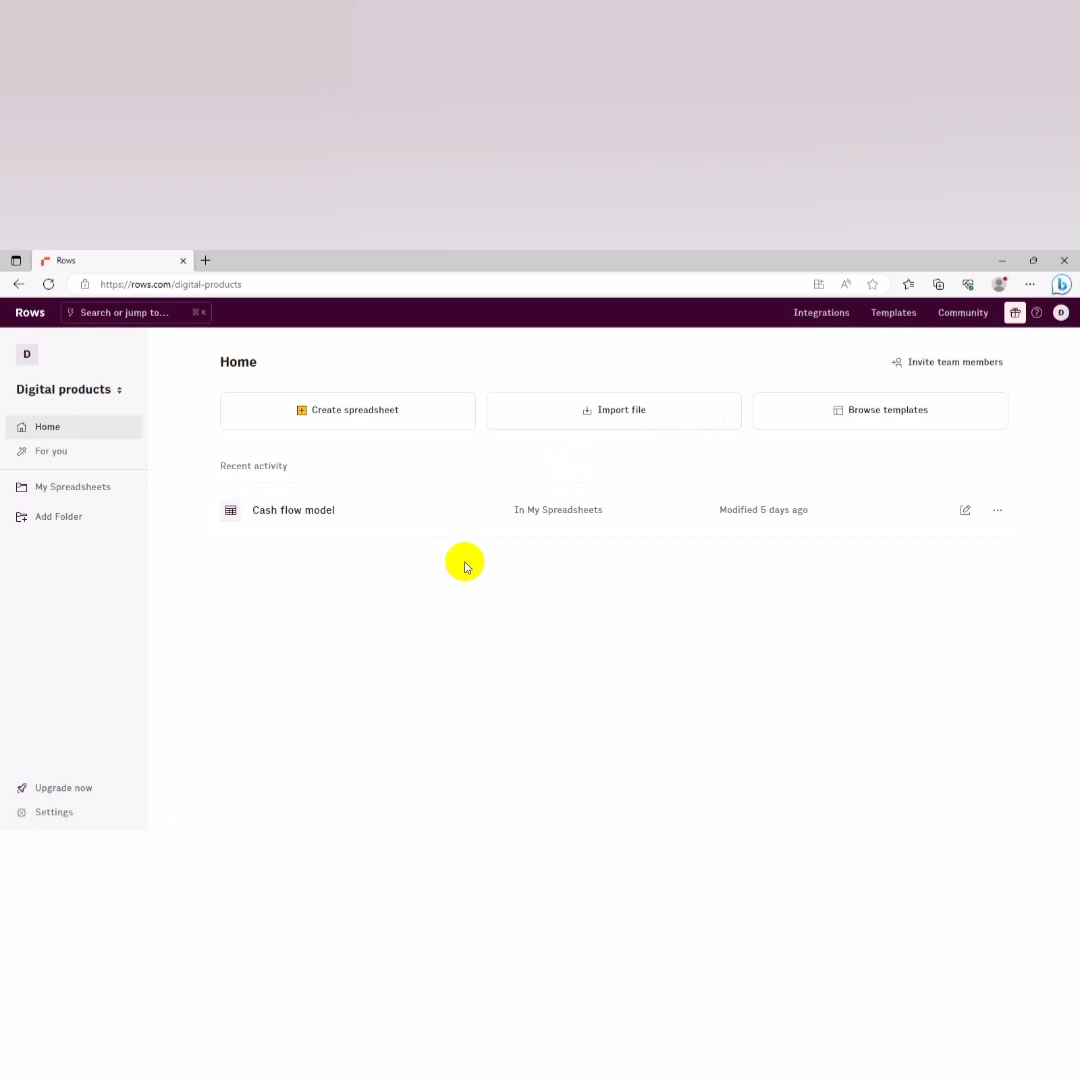 Rows
https://rows.com/digital-products
Rows
Search or jump to... ⌘ K
Integrations
Templates
Community
D
D
Digital products
Home
For you
My Spreadsheets
Add Folder
Upgrade now
Settings
Home
Invite team members
Create spreadsheet
Import file
Browse templates
Recent activity
Cash flow model In My Spreadsheets Modified 5 days ago